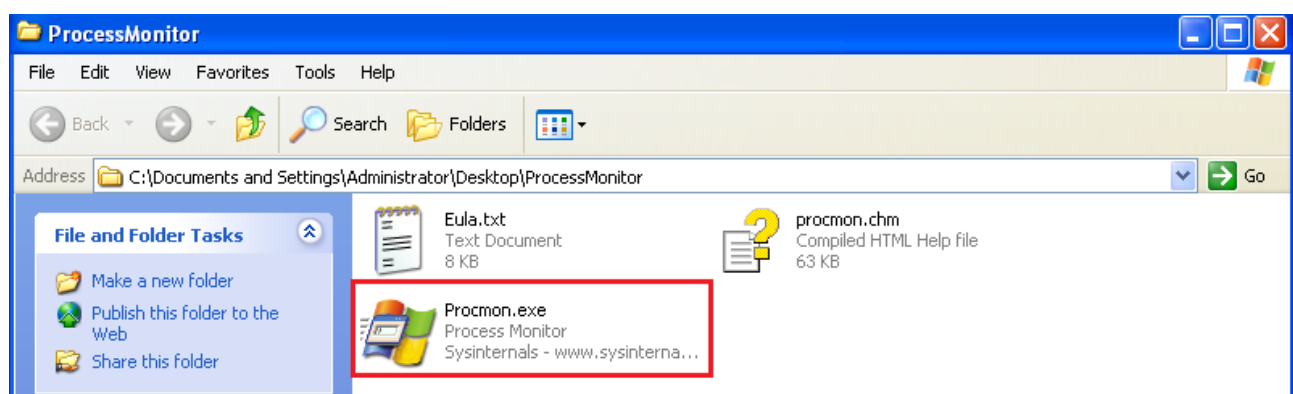 ProcessMonitor
File Edit View Favorites Tools Help
Back Search Folders
Address C:\Documents and Settings\Administrator\Desktop\ProcessMonitor Go
File and Folder Tasks
Make a new folder
Publish this folder to the
Web
Share this folder
Eula.txt
Text Document
8 KB
procmon.chm
Compiled HTML Help file
63 KB
Procmon.exe
Process Monitor
Sysinternals - www.sysinterna...